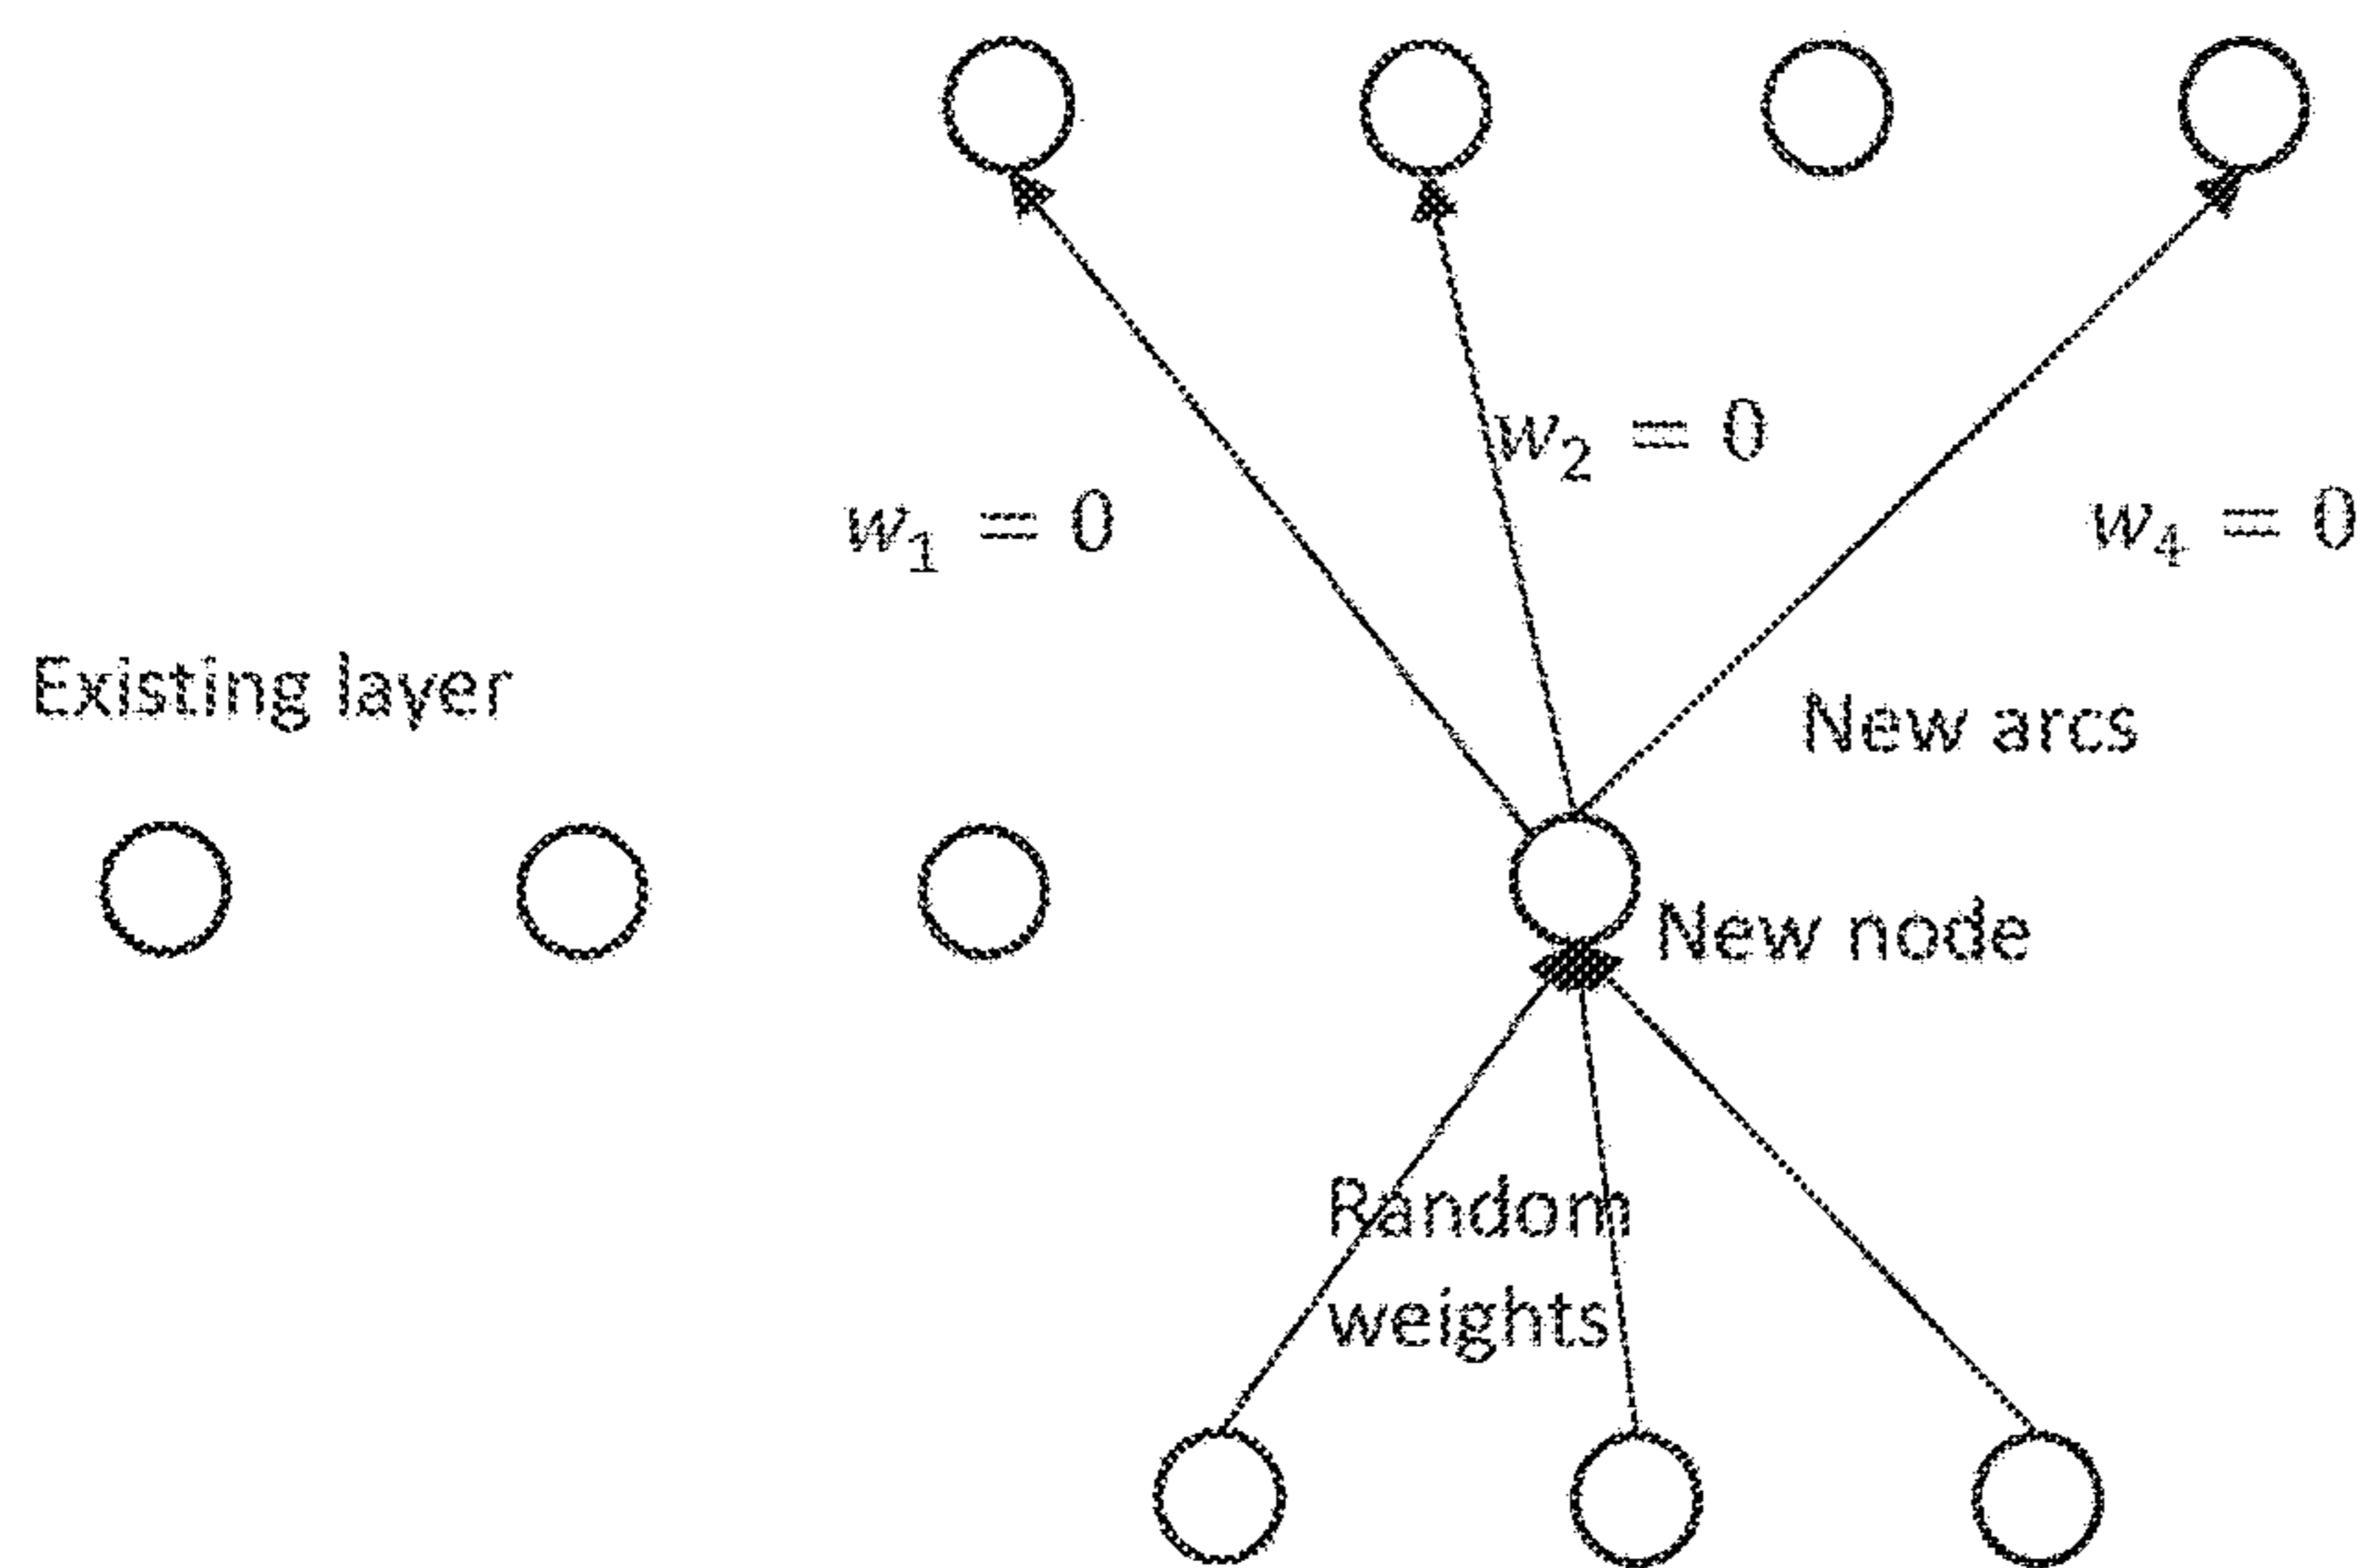 w₂ = 0
w₁ = 0
w₄ = 0
Existing layer
New arcs
New node
Random
weights